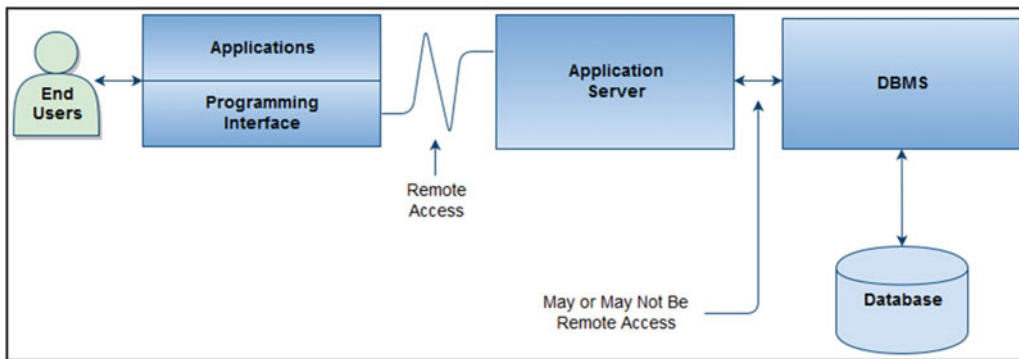 End
Users
Applications
Programming
Interface
Remote
Access
Application
Server
May or May Not Be
Remote Access
DBMS
Database